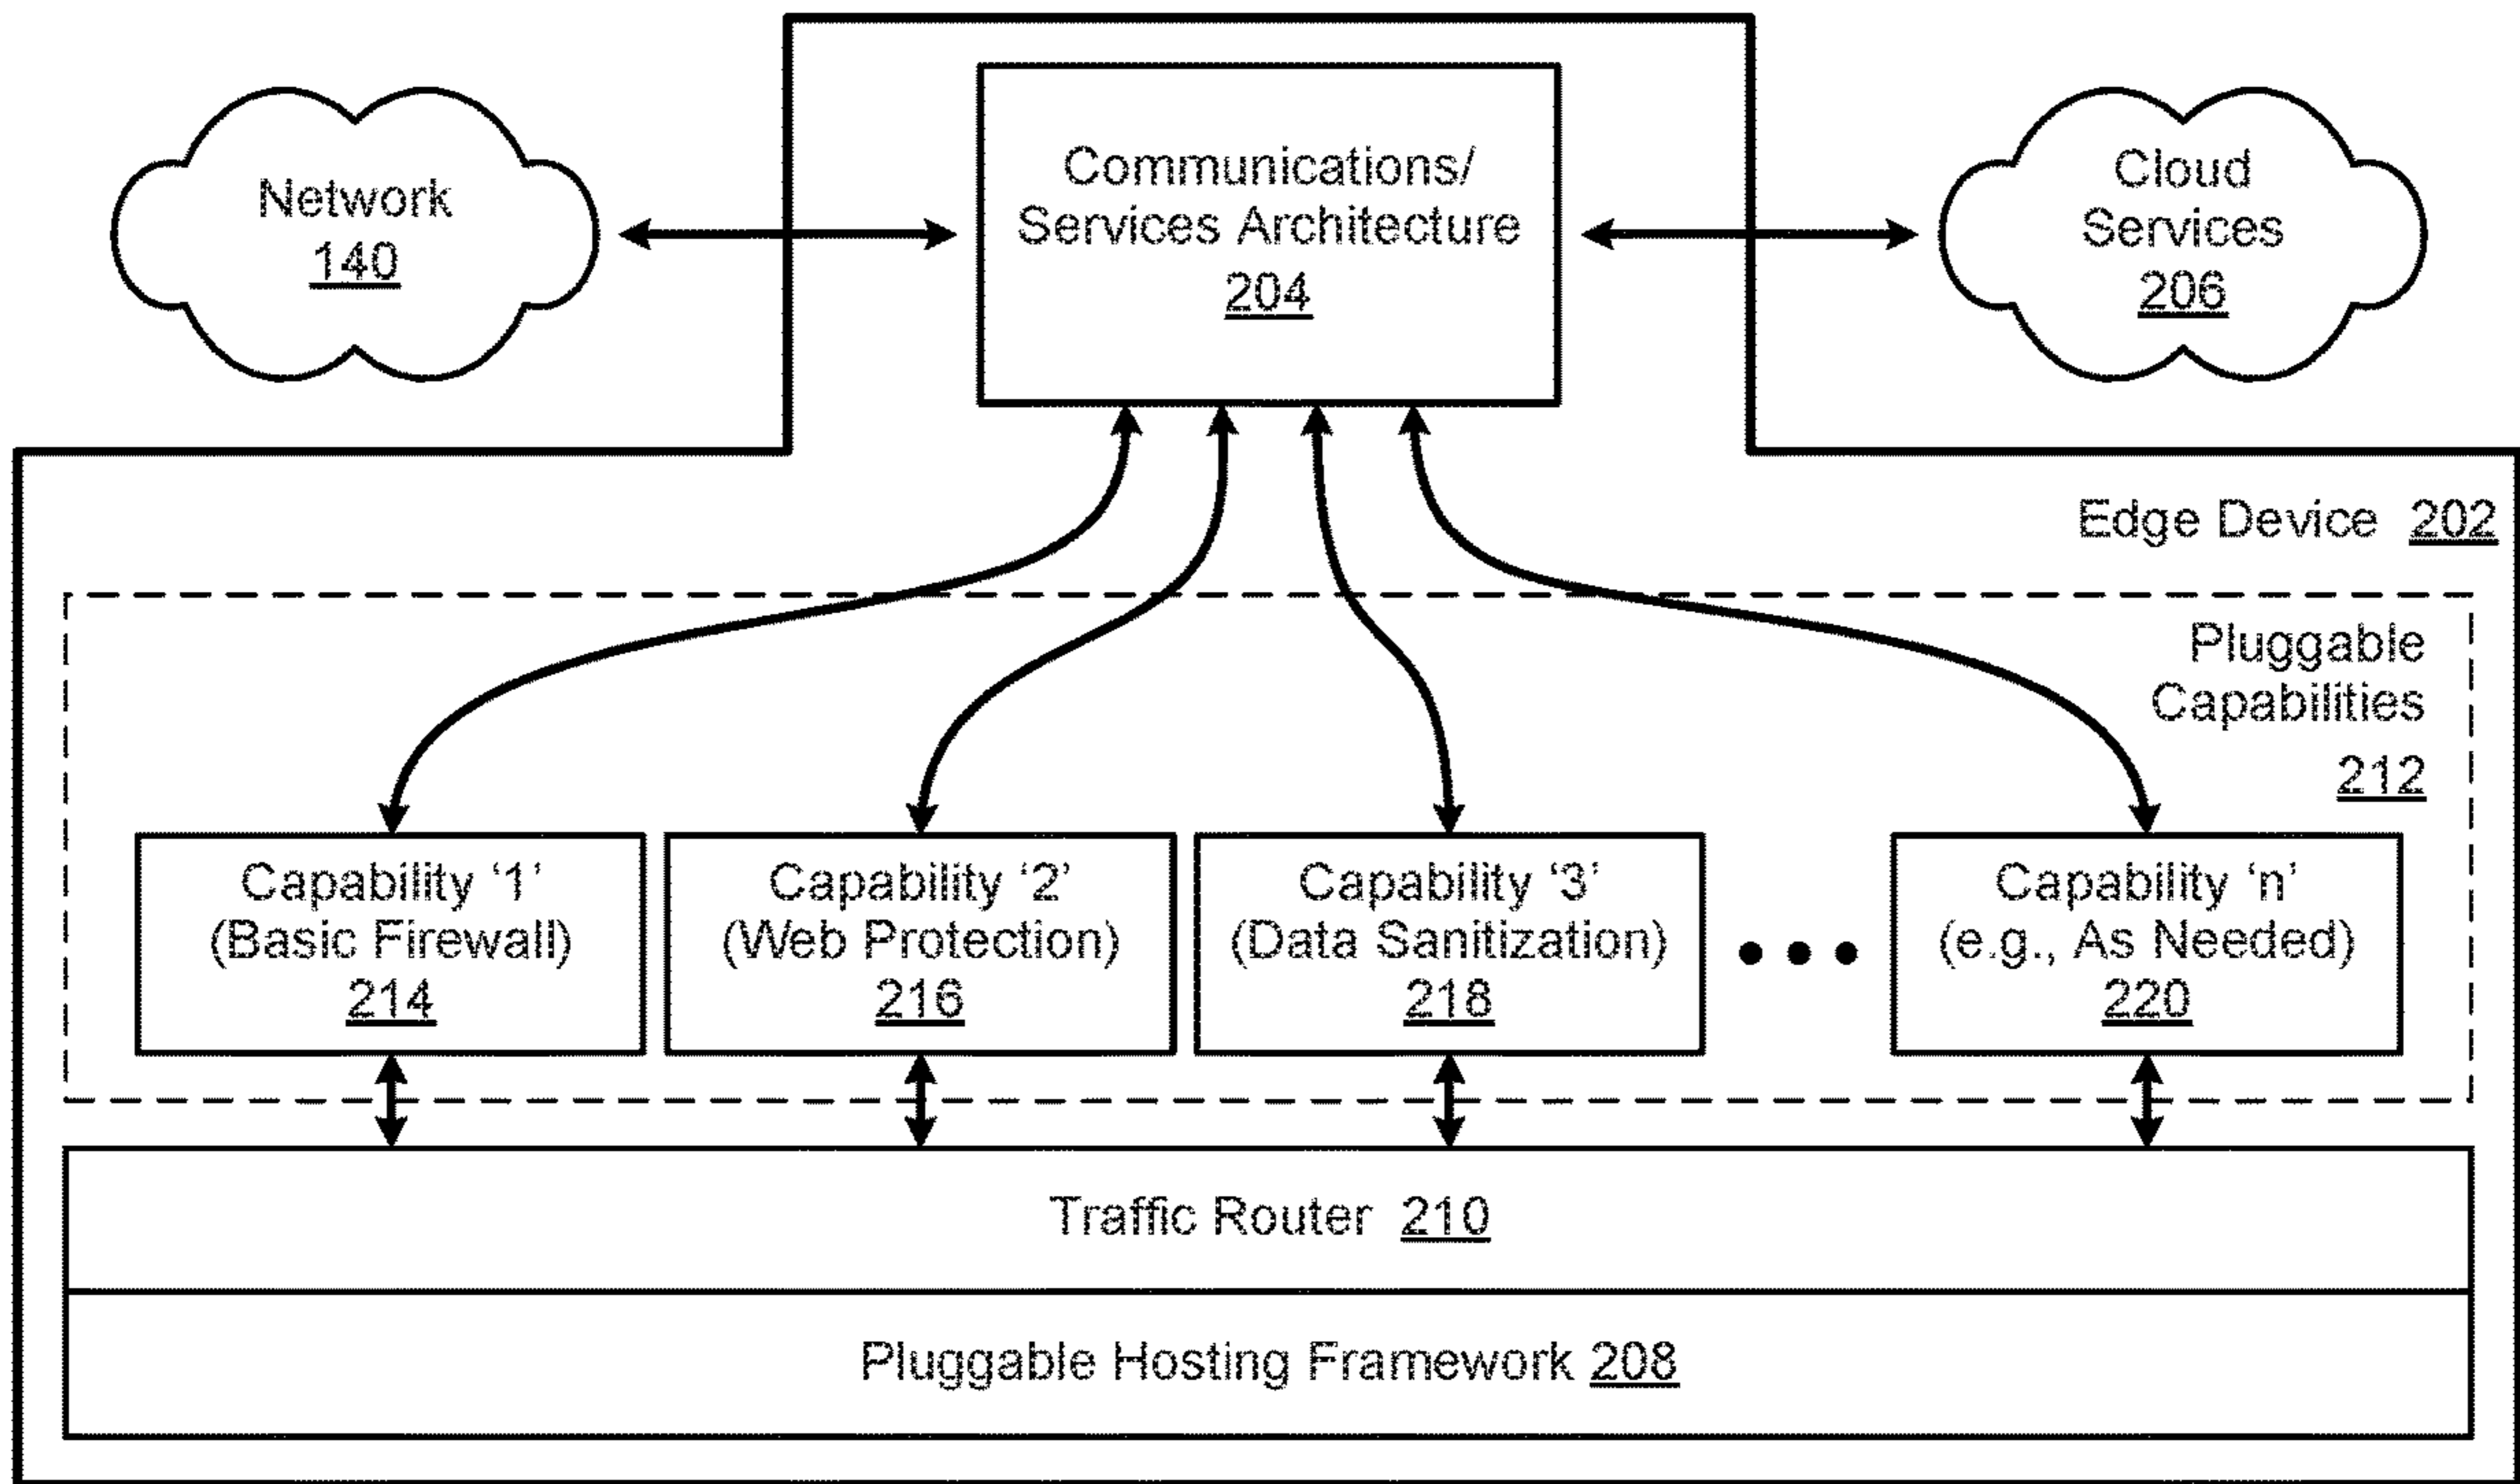 Network
140
Communications/
Services Architecture
204
Cloud
Services
206
Edge Device 202
Pluggable
Capabilities
212
Capability ‘1’
(Basic Firewall)
214
Capability ‘2’
(Web Protection)
216
Capability ‘3’
(Data Sanitization)
218
Capability ‘n’
(e.g., As Needed)
220
Traffic Router 210
Pluggable Hosting Framework 208